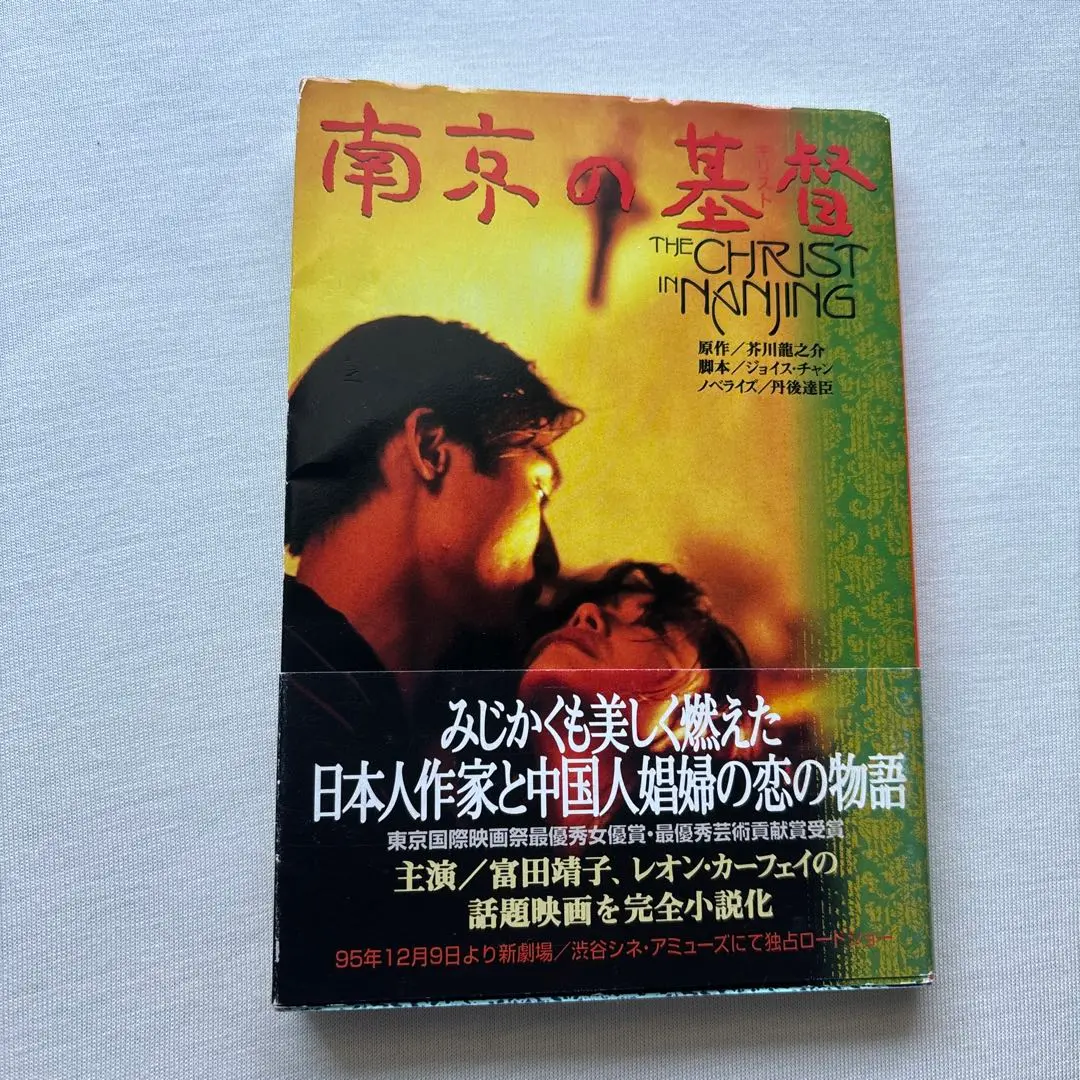 南京の基督
キリスト
THE CHRIST
IN NANJING
原作／芥川龍之介
脚本／ジョイス・チャン
ノベライズ／丹後達臣
みじかくも美しく燃えた
日本人作家と中国人娼婦の恋の物語
東京国際映画祭最優秀女優賞・最優秀芸術貢献賞受賞
主演／富田靖子、レオン・カーフェイの
話題映画を完全小説化
95年12月9日より新劇場／渋谷シネ・アミューズにて独占ロードショー